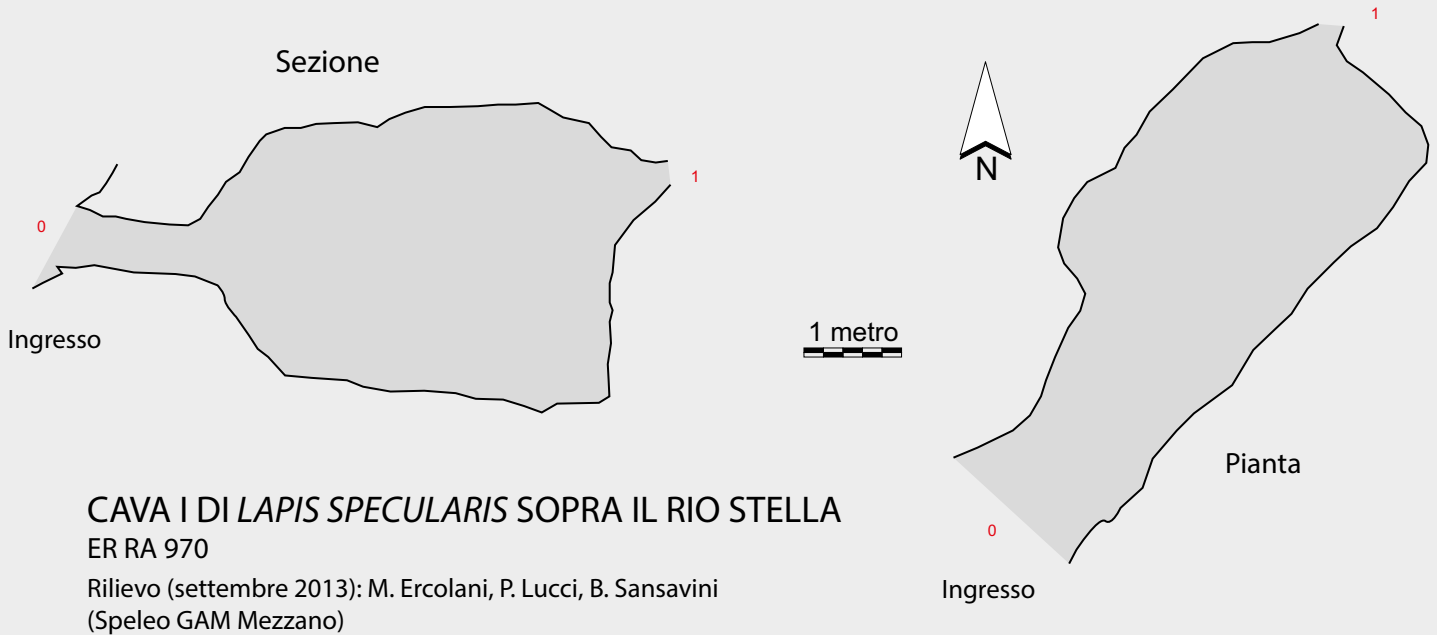 Sezione
1
0
Ingresso
1 metro
N
1
Pianta
0
Ingresso
CAVA I DI LAPIS SPECULARIS SOPRA IL RIO STELLA
ER RA 970
Rilievo (settembre 2013): M. Ercolani, P. Lucci, B. Sansavini
(Speleo GAM Mezzano)